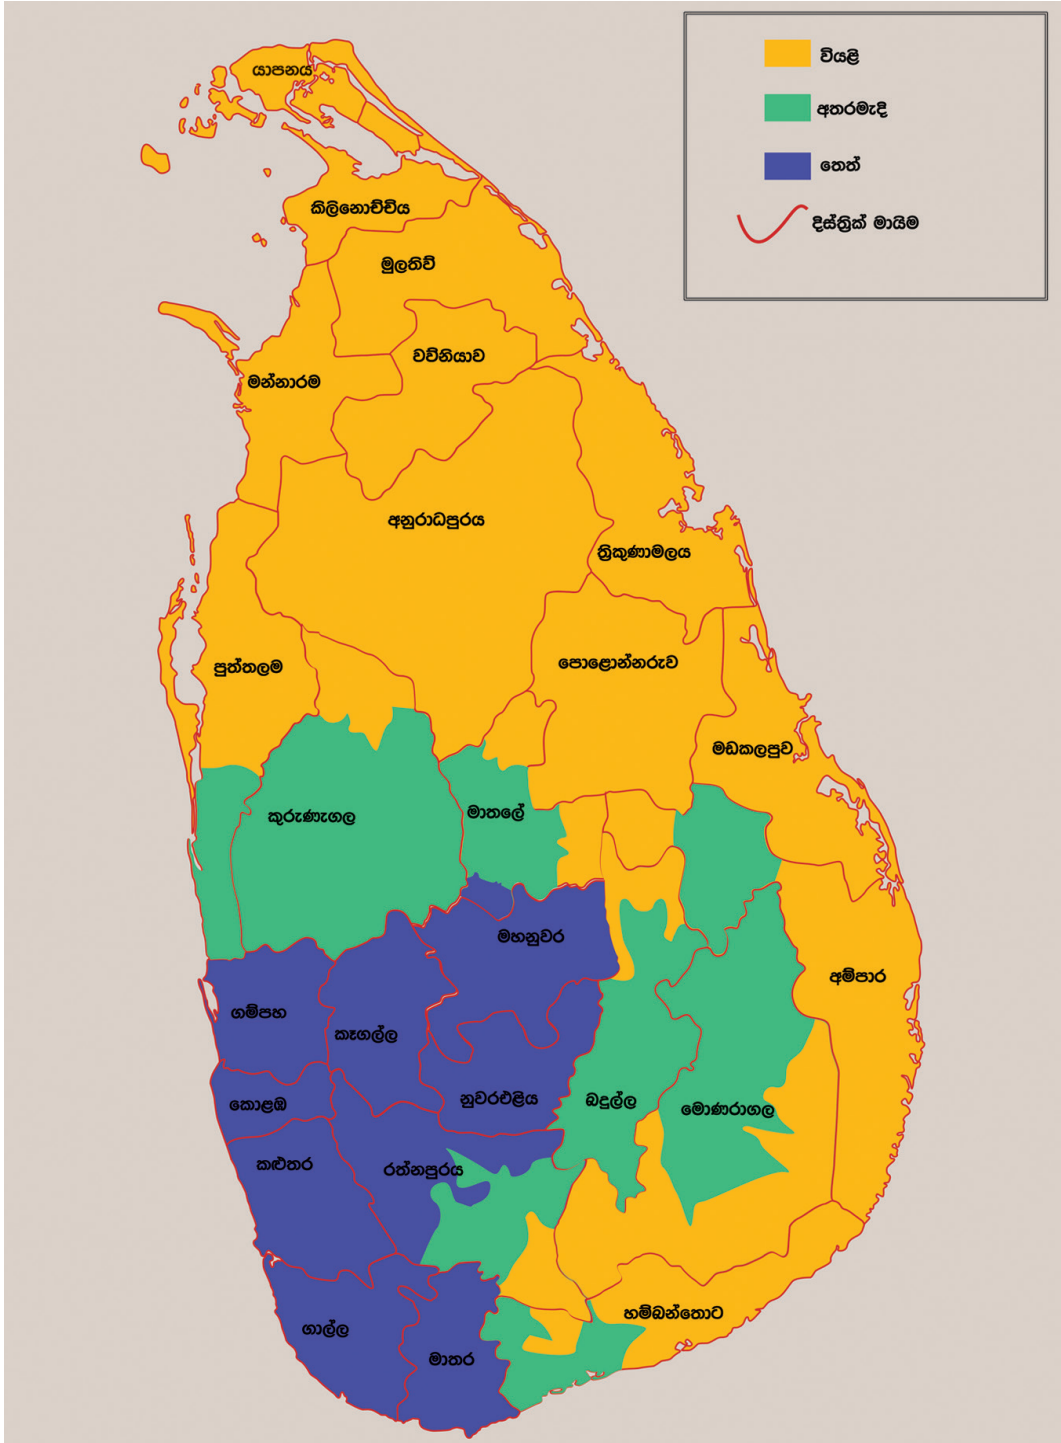 වියළි
අතරමැදි
තෙත්
දිස්ත්‍රික් මායිම
යාපනය
කිලිනොච්චිය
මුලතිව්
වව්නියාව
මන්නාරම
අනුරාධපුරය
ත්‍රිකුණාමලය
පුත්තලම
පොළොන්නරුව
මඩකලපුව
කුරුණෑගල
මාතලේ
මහනුවර
අම්පාර
ගම්පහ
කෑගල්ල
නුවරඑළිය
බදුල්ල
මොණරාගල
කොළඹ
කළුතර
රත්නපුරය
හම්බන්තොට
ගාල්ල
මාතර